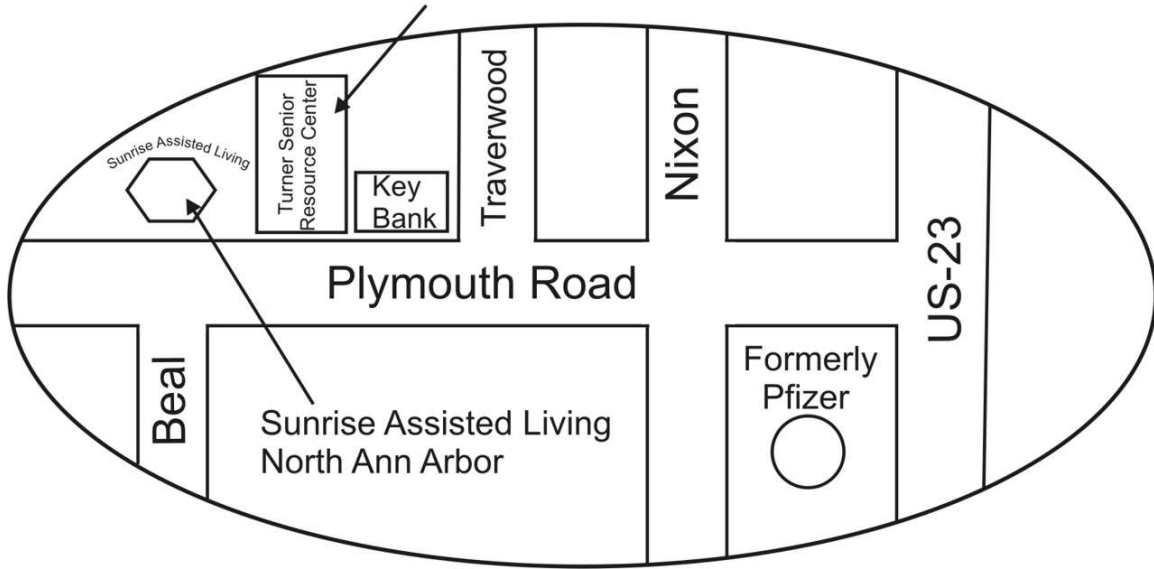 Sunrise Assisted Living
Turner Senior
Resource Center
Key
Bank
Traverwood
Nixon
US-23
Plymouth Road
Beal
Sunrise Assisted Living
North Ann Arbor
Formerly
Pfizer